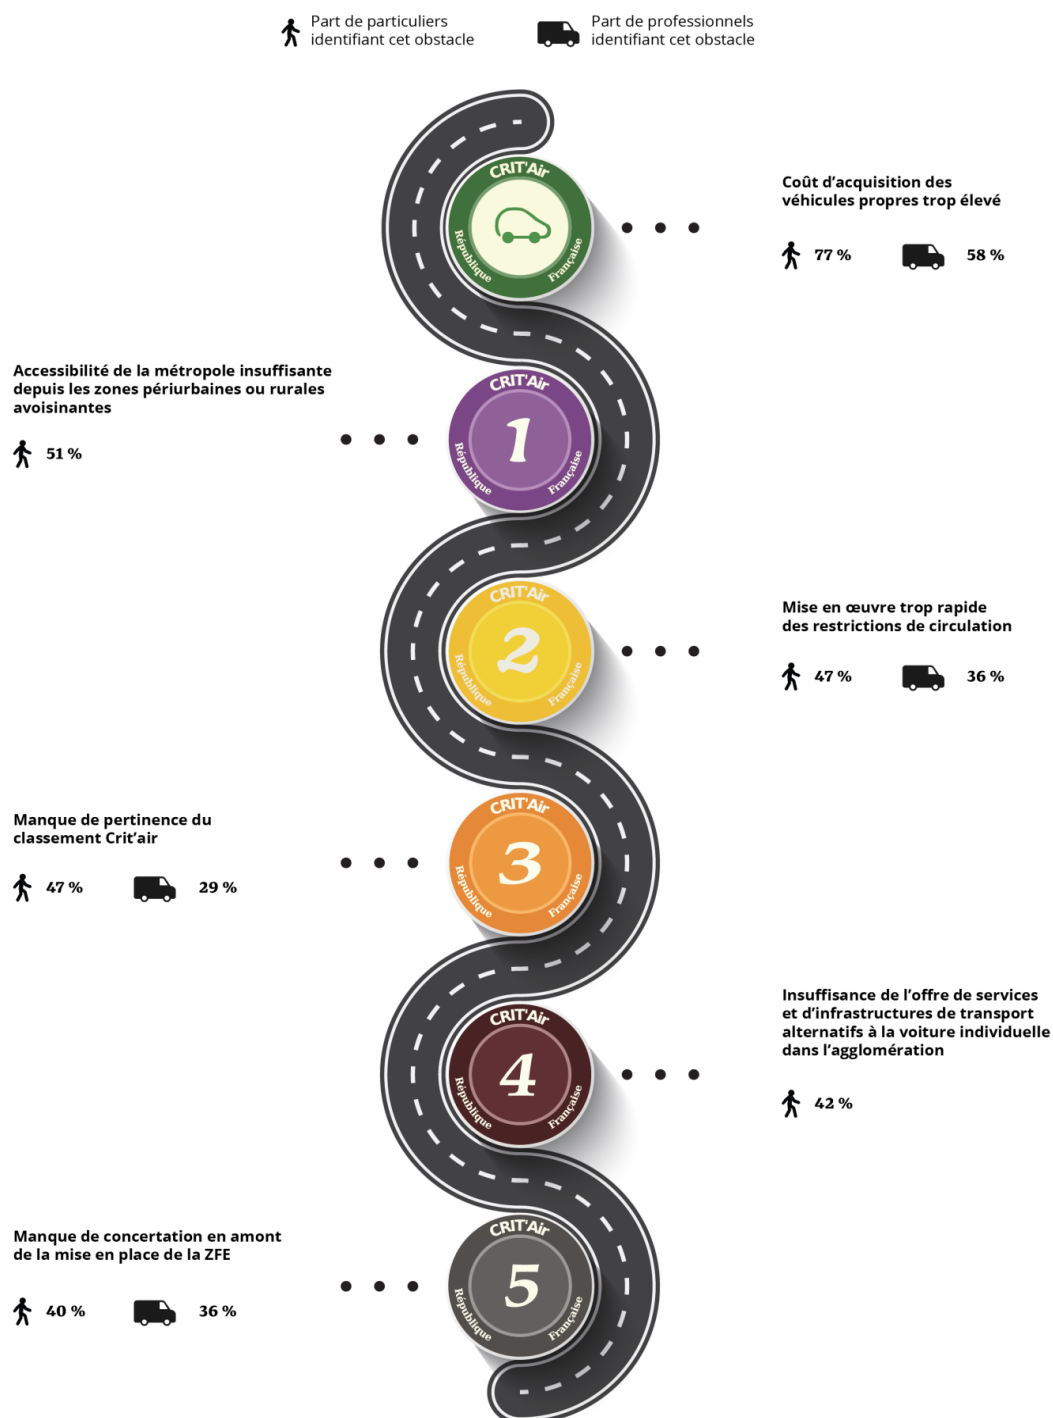 Part de particuliers
identifiant cet obstacle
Part de professionnels
identifiant cet obstacle
CRIT'Air
République
Française
Coût d’acquisition des
véhicules propres trop élevé
77 %
58 %
Accessibilité de la métropole insuffisante
depuis les zones périurbaines ou rurales
avoisinantes
51 %
CRIT'Air
1
République
Française
CRIT'Air
2
République
Française
Mise en œuvre trop rapide
des restrictions de circulation
47 %
36 %
Manque de pertinence du
classement Crit’air
47 %
29 %
CRIT'Air
3
République
Française
CRIT'Air
4
République
Française
Insuffisance de l’offre de services
et d’infrastructures de transport
alternatifs à la voiture individuelle
dans l’agglomération
42 %
Manque de concertation en amont
de la mise en place de la ZFE
40 %
36 %
CRIT'Air
5
République
Française